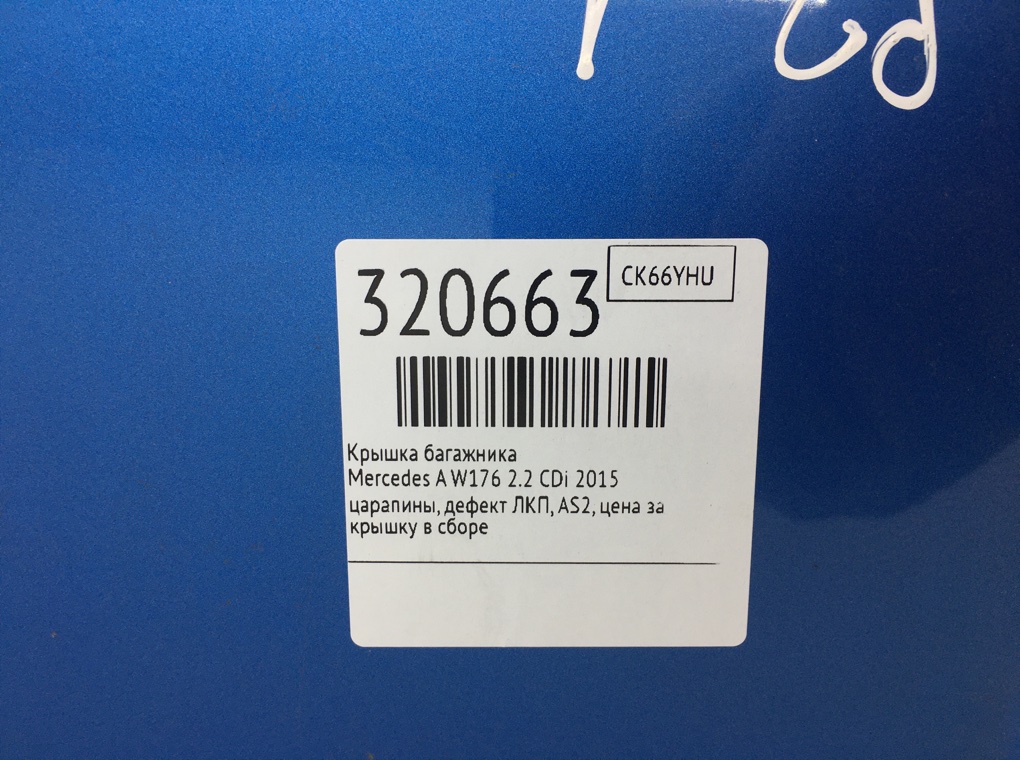 320663
CK66YHU
Крышка багажника
Mercedes A W176 2.2 CDi 2015
царапины, дефект ЛКП, AS2, цена за
крышку в сборе